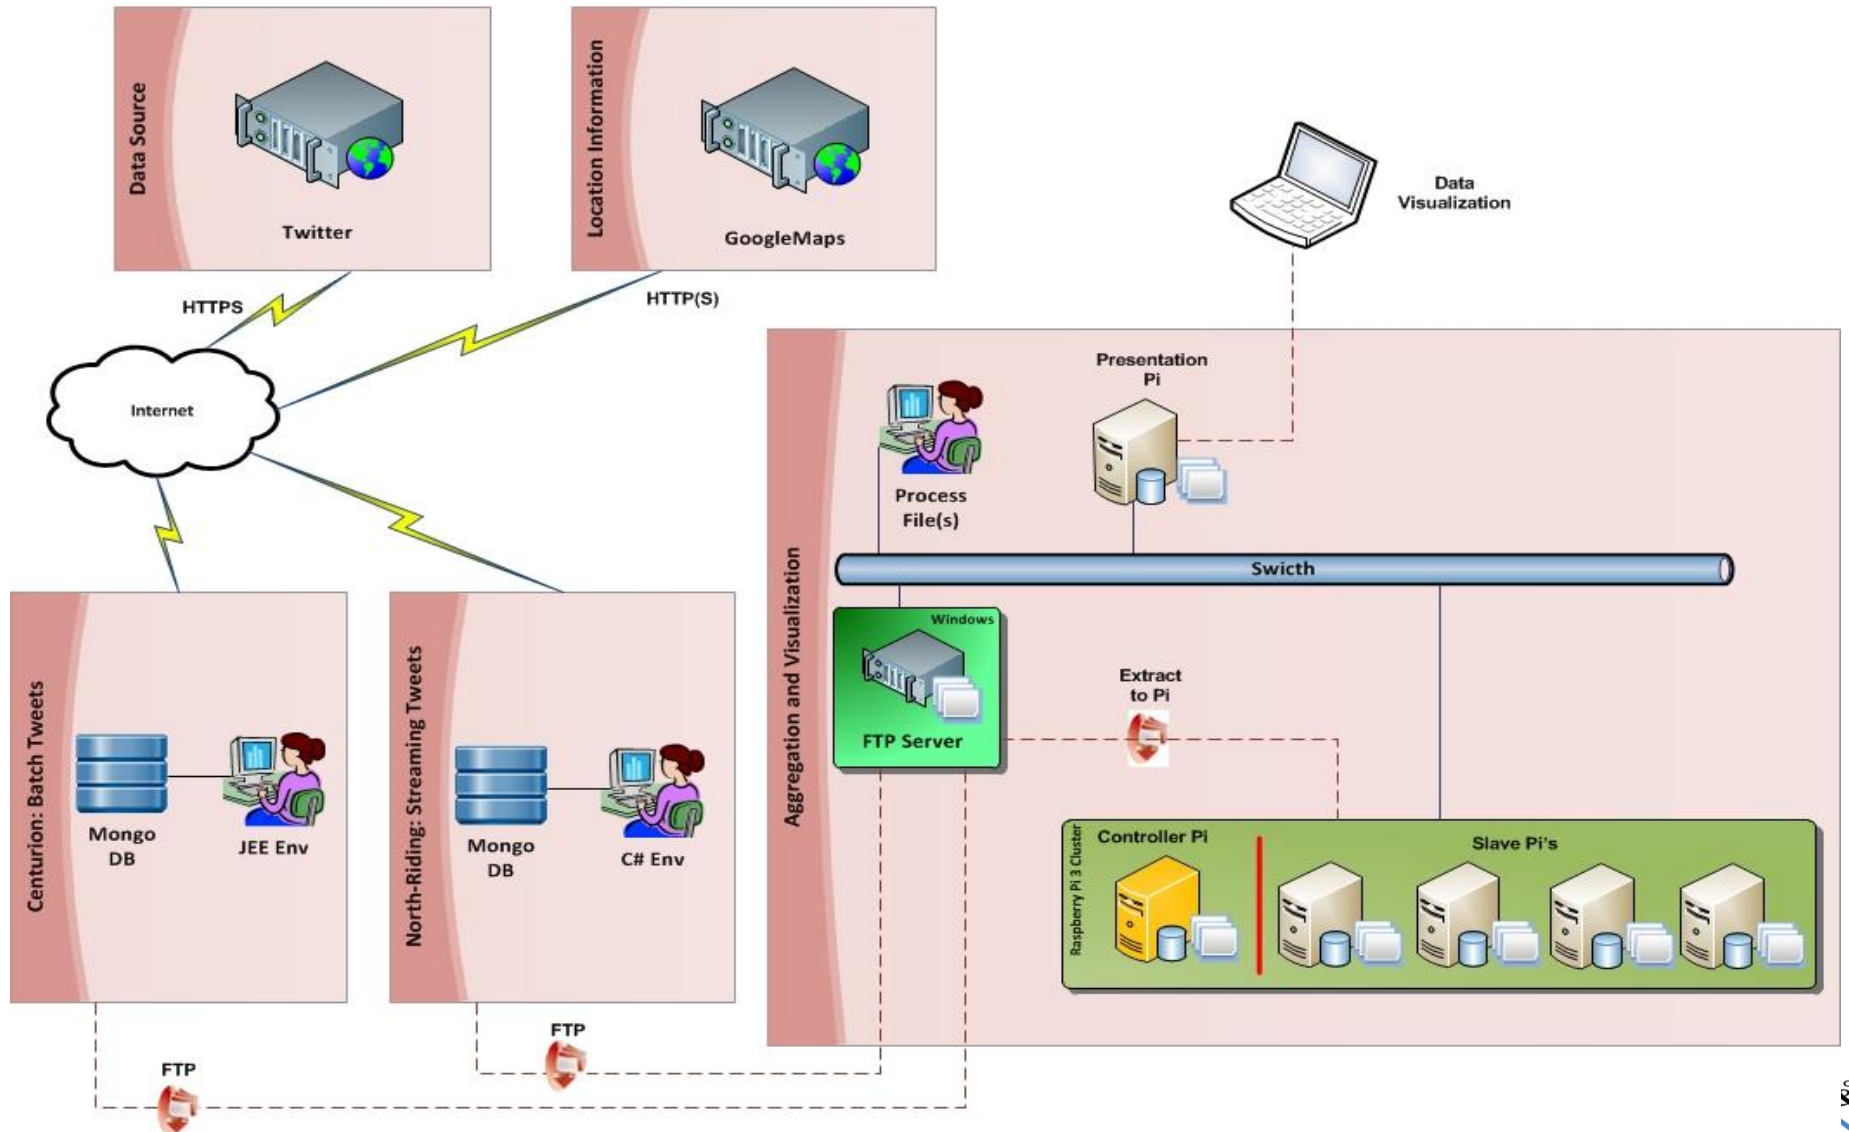 Data Source
Twitter
Location Information
GoogleMaps
Data
Visualization
HTTPS
HTTP(S)
Internet
Presentation
Pi
Process
File(s)
Swicth
Aggregation and Visualization
Windows
FTP Server
Extract
to Pi
Centurion: Batch Tweets
Mongo
DB
JEE Env
North-Riding: Streaming Tweets
Mongo
DB
C# Env
Raspberry Pi 3 Cluster
Controller Pi
Slave Pi's
FTP
FTP